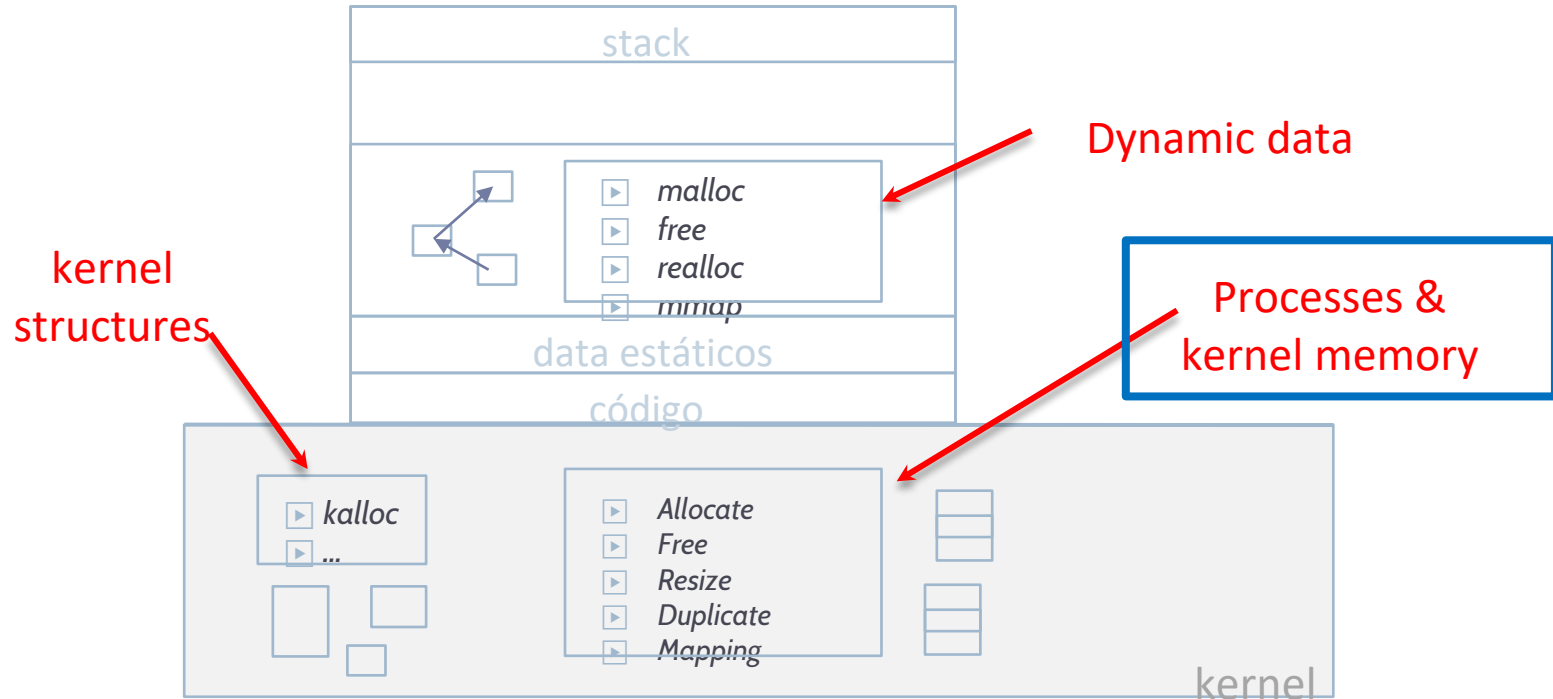 stack
Dynamic data
malloc
free
realloc
mmap
kernel
structures
Processes &
kernel memory
data estáticos
código
kalloc
...
Allocate
Free
Resize
Duplicate
Mapping
kernel